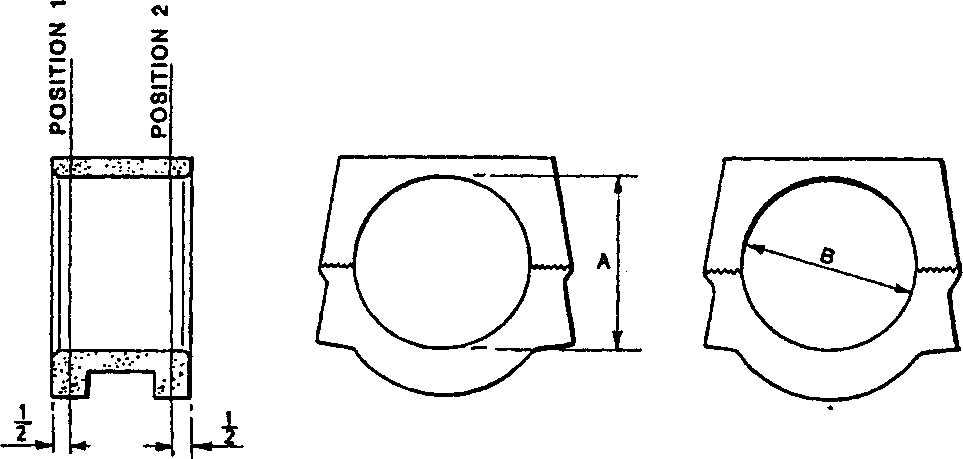 POSITION 1
POSITION 2
A
B
1/2
1/2